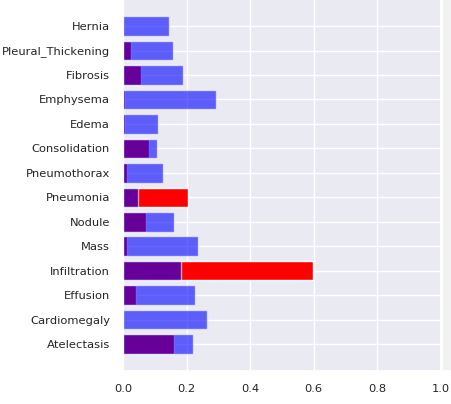 Hernia
Pleural_Thickening
Fibrosis
Emphysema
Edema
Consolidation
Pneumothorax
Pneumonia
Nodule
Mass
Infiltration
Effusion
Cardiomegaly
Atelectasis
0.0 0.2 0.4 0.6 0.8 1.0